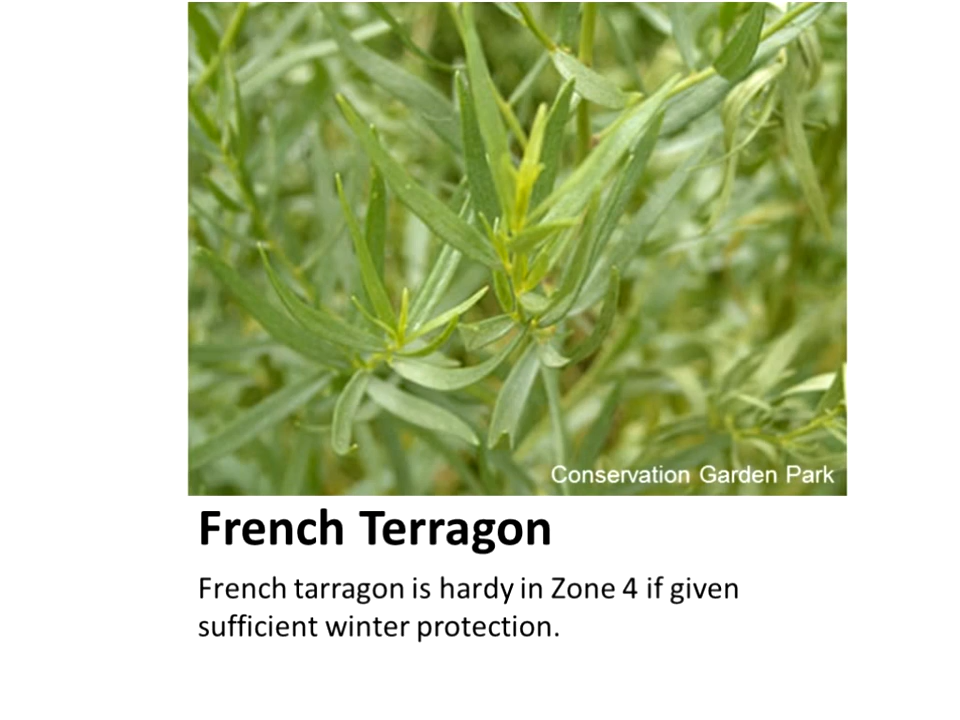 Conservation Garden Park
French Terragon
French tarragon is hardy in Zone 4 if given
sufficient winter protection.